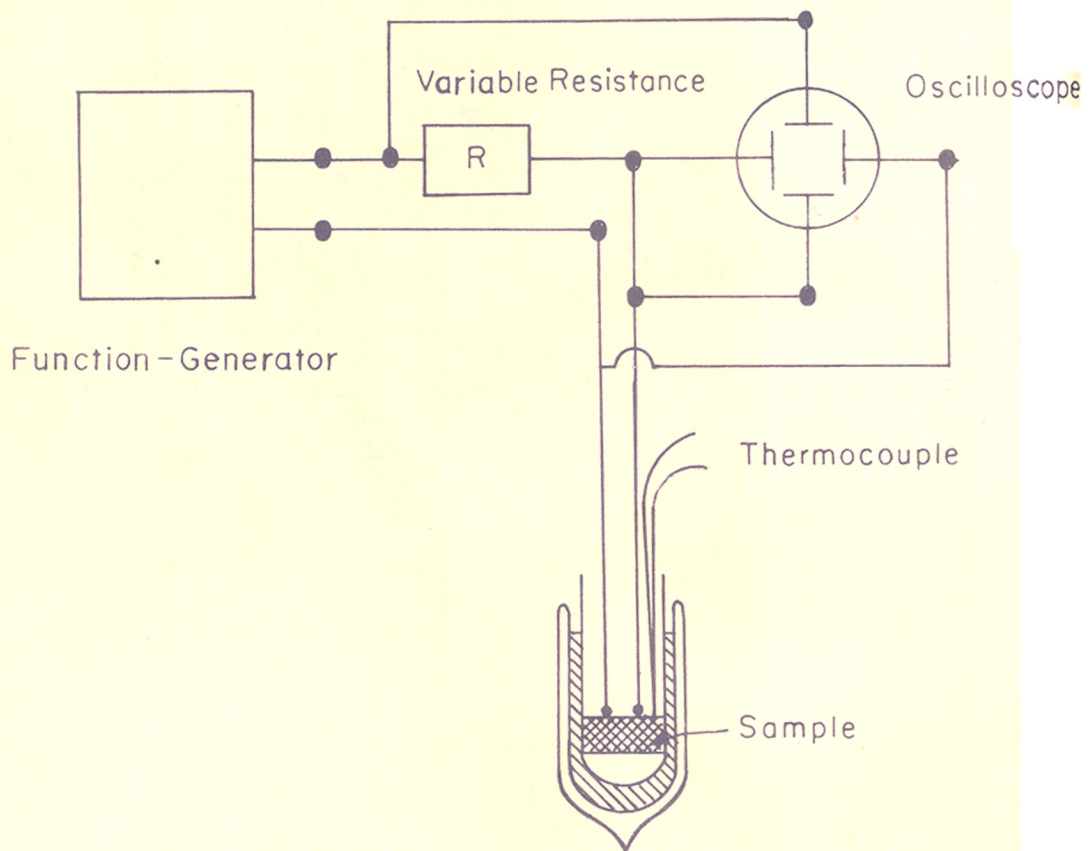 Variable Resistance
Oscilloscope
R
Function-Generator
Thermocouple
Sample